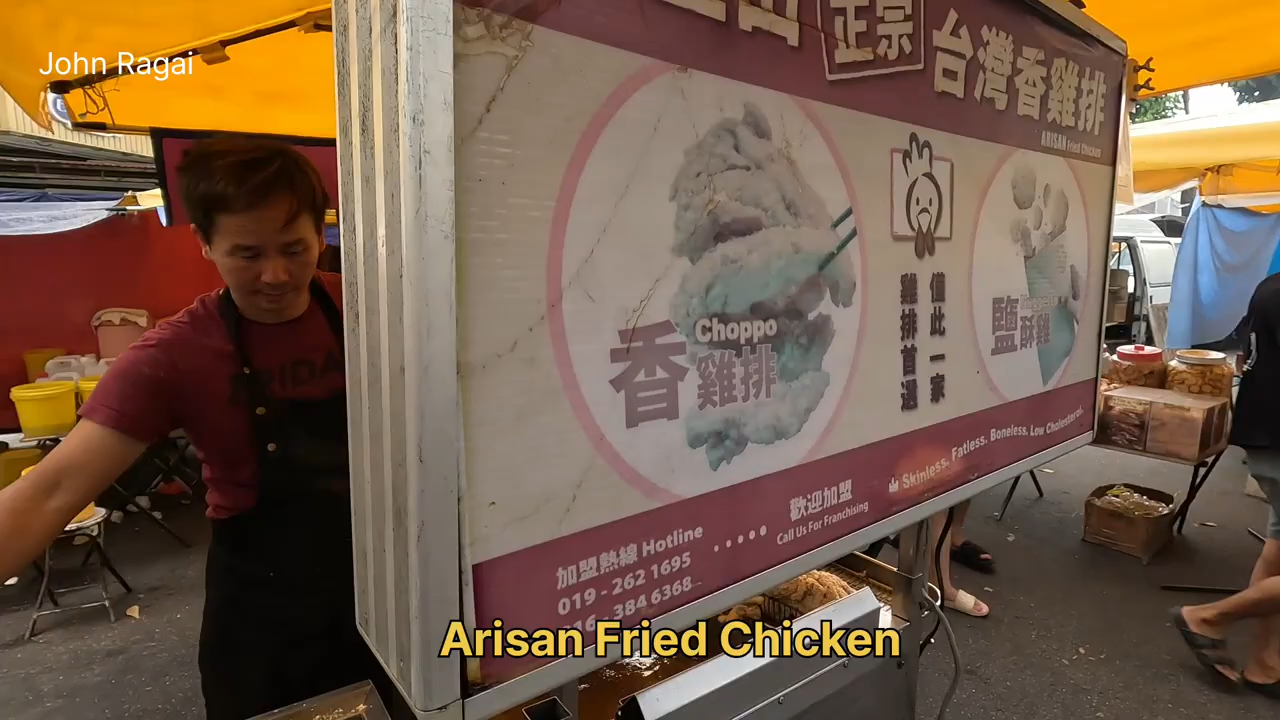 John Ragai
正宗
台灣香雞排
ARISAN Fried Chicken
香雞排
Choppo
僅此一家
雞排首選
鹽酥雞
Skinless. Fatless. Boneless. Low Cholesterol.
歡迎加盟
Call Us For Franchising
加盟熱線 Hotline
019 - 262 1695
384 6368
Arisan Fried Chicken